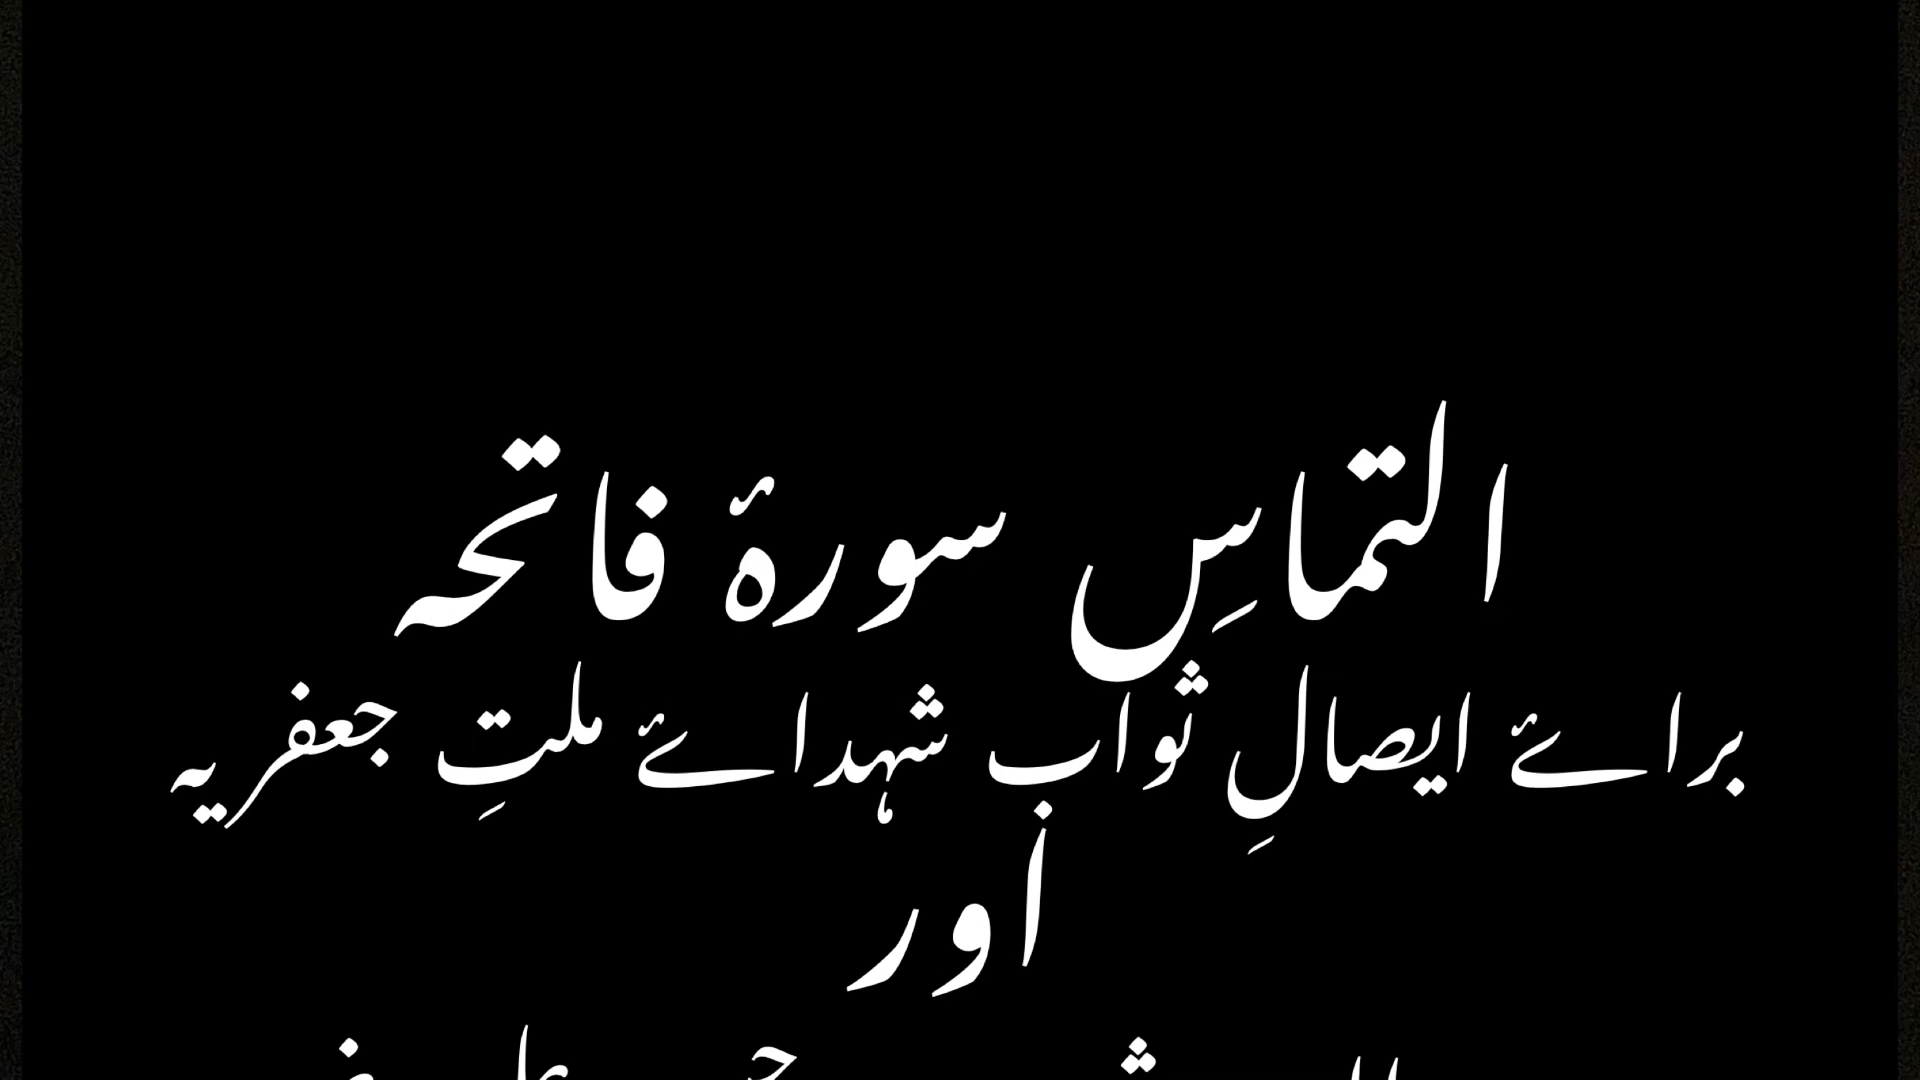 التماسِ سورۂ فاتحہ
برائے ایصالِ ثواب شہدائے ملتِ جعفریہ
اور